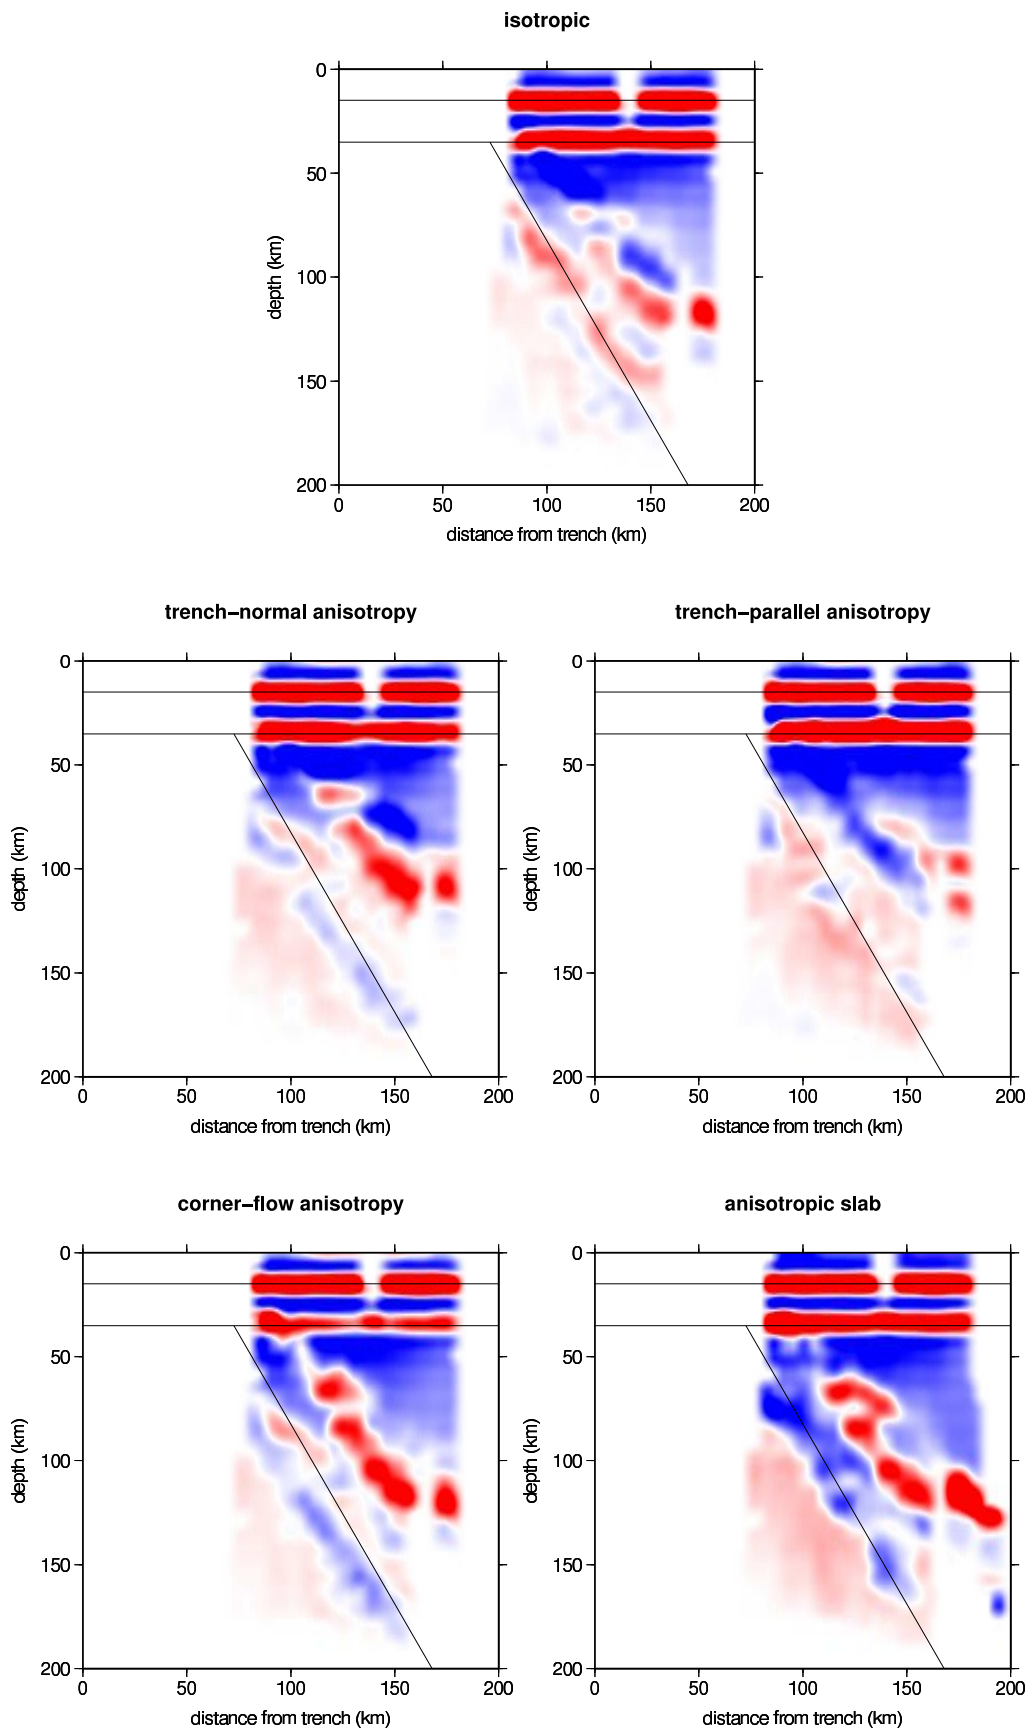 isotropic
0
50
100
150
200
depth (km)
0 50 100 150 200
distance from trench (km)
trench–normal anisotropy
0
50
100
150
200
depth (km)
0 50 100 150 200
distance from trench (km)
trench–parallel anisotropy
0
50
100
150
200
depth (km)
0 50 100 150 200
distance from trench (km)
corner–flow anisotropy
0
50
100
150
200
depth (km)
0 50 100 150 200
distance from trench (km)
anisotropic slab
0
50
100
150
200
depth (km)
0 50 100 150 200
distance from trench (km)